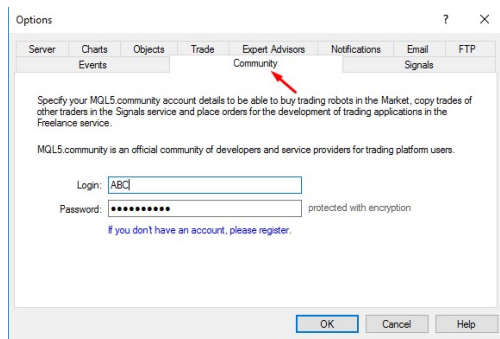 Options
? X
Server Charts Objects Trade Expert Advisors Notifications Email FTP
Events Community Signals
Specify your MQL5.community account details to be able to buy trading robots in the Market, copy trades of
other traders in the Signals service and place orders for the development of trading applications in the
Freelance service.
MQL5.community is an official community of developers and service providers for trading platform users.
Login: ABC
Password: ●●●●●●●●●● protected with encryption
If you don't have an account, please register.
OK Cancel Help